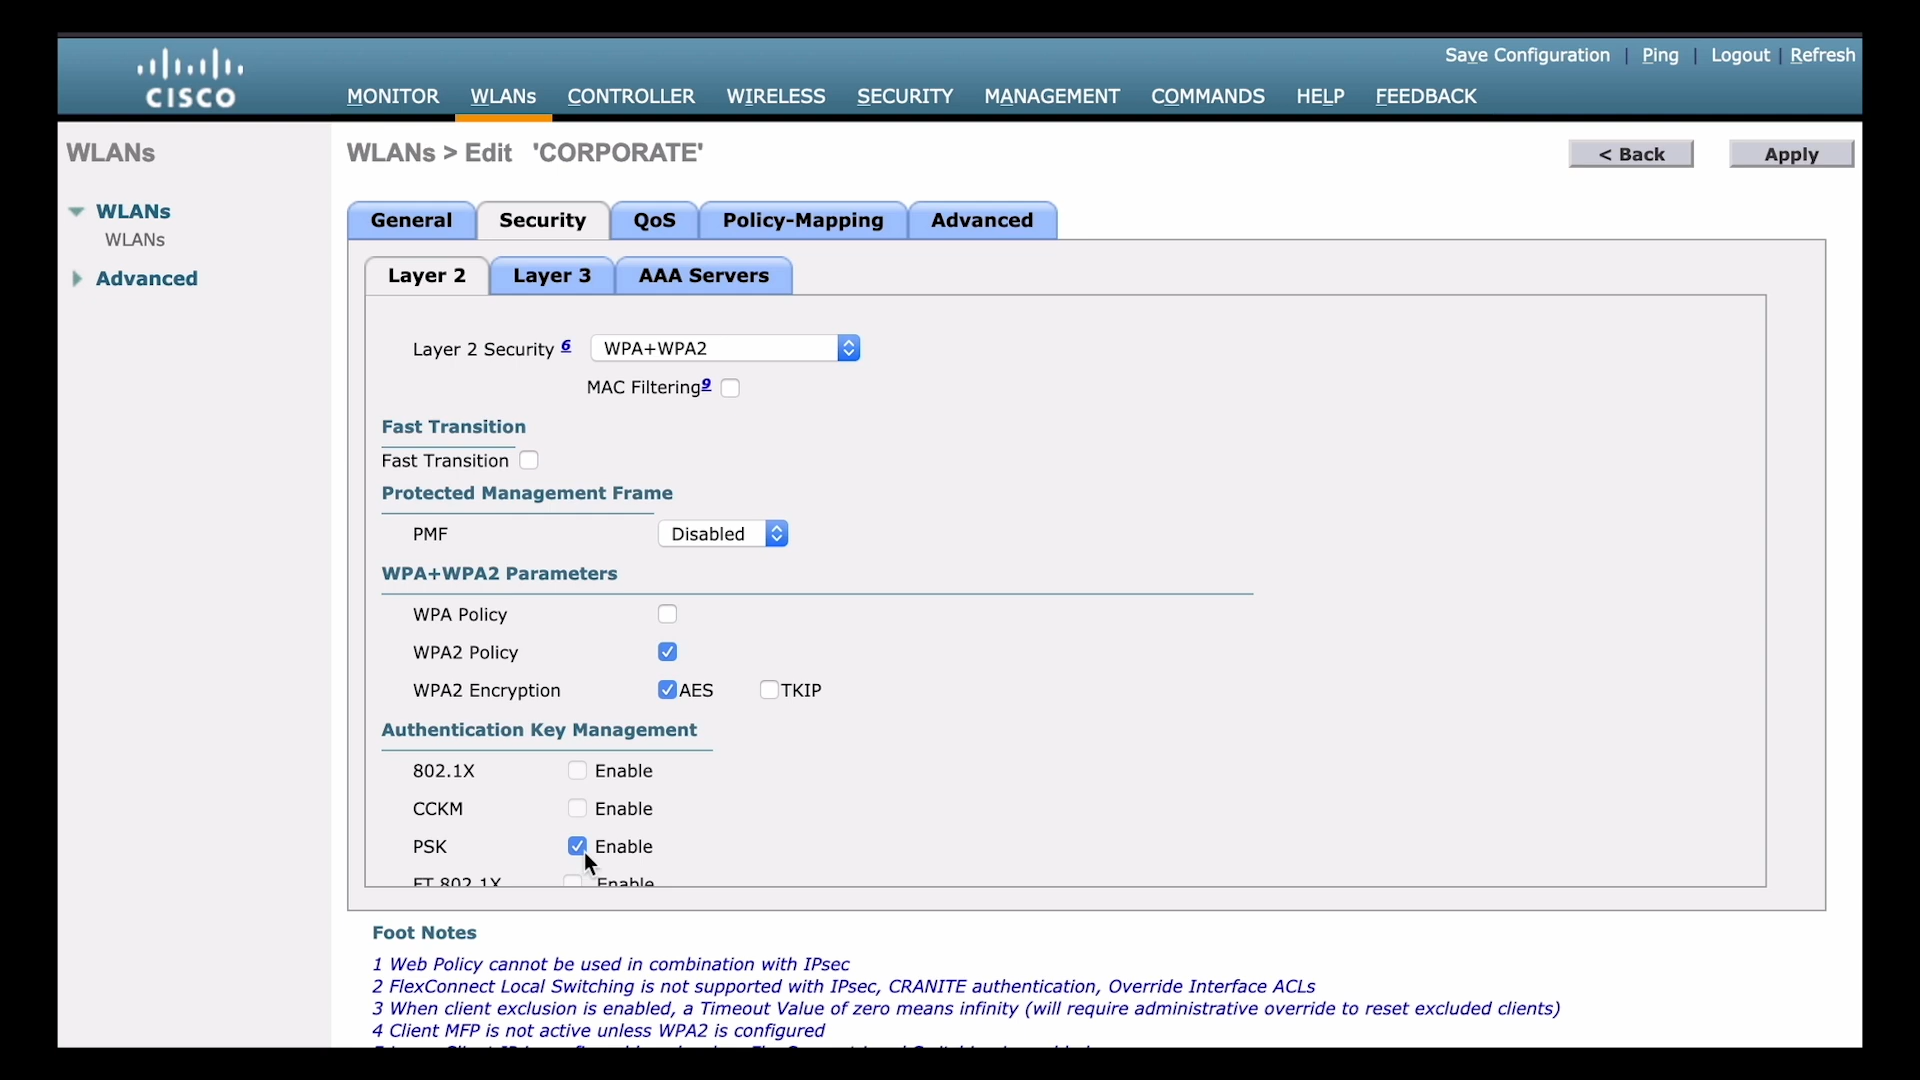 Save Configuration | Ping | Logout | Refresh
CISCO
MONITOR WLANs CONTROLLER WIRELESS SECURITY MANAGEMENT COMMANDS HELP FEEDBACK
WLANs
WLANs > Edit 'CORPORATE'
< Back
Apply
WLANs
WLANs
Advanced
General Security QoS Policy-Mapping Advanced
Layer 2 Layer 3 AAA Servers
Layer 2 Security 6 WPA+WPA2
MAC Filtering9
Fast Transition
Fast Transition
Protected Management Frame
PMF Disabled
WPA+WPA2 Parameters
WPA Policy
WPA2 Policy
WPA2 Encryption AES TKIP
Authentication Key Management
802.1X Enable
CCKM Enable
PSK Enable
FT 802.1X Enable
Foot Notes
1 Web Policy cannot be used in combination with IPsec
2 FlexConnect Local Switching is not supported with IPsec, CRANITE authentication, Override Interface ACLs
3 When client exclusion is enabled, a Timeout Value of zero means infinity (will require administrative override to reset excluded clients)
4 Client MFP is not active unless WPA2 is configured